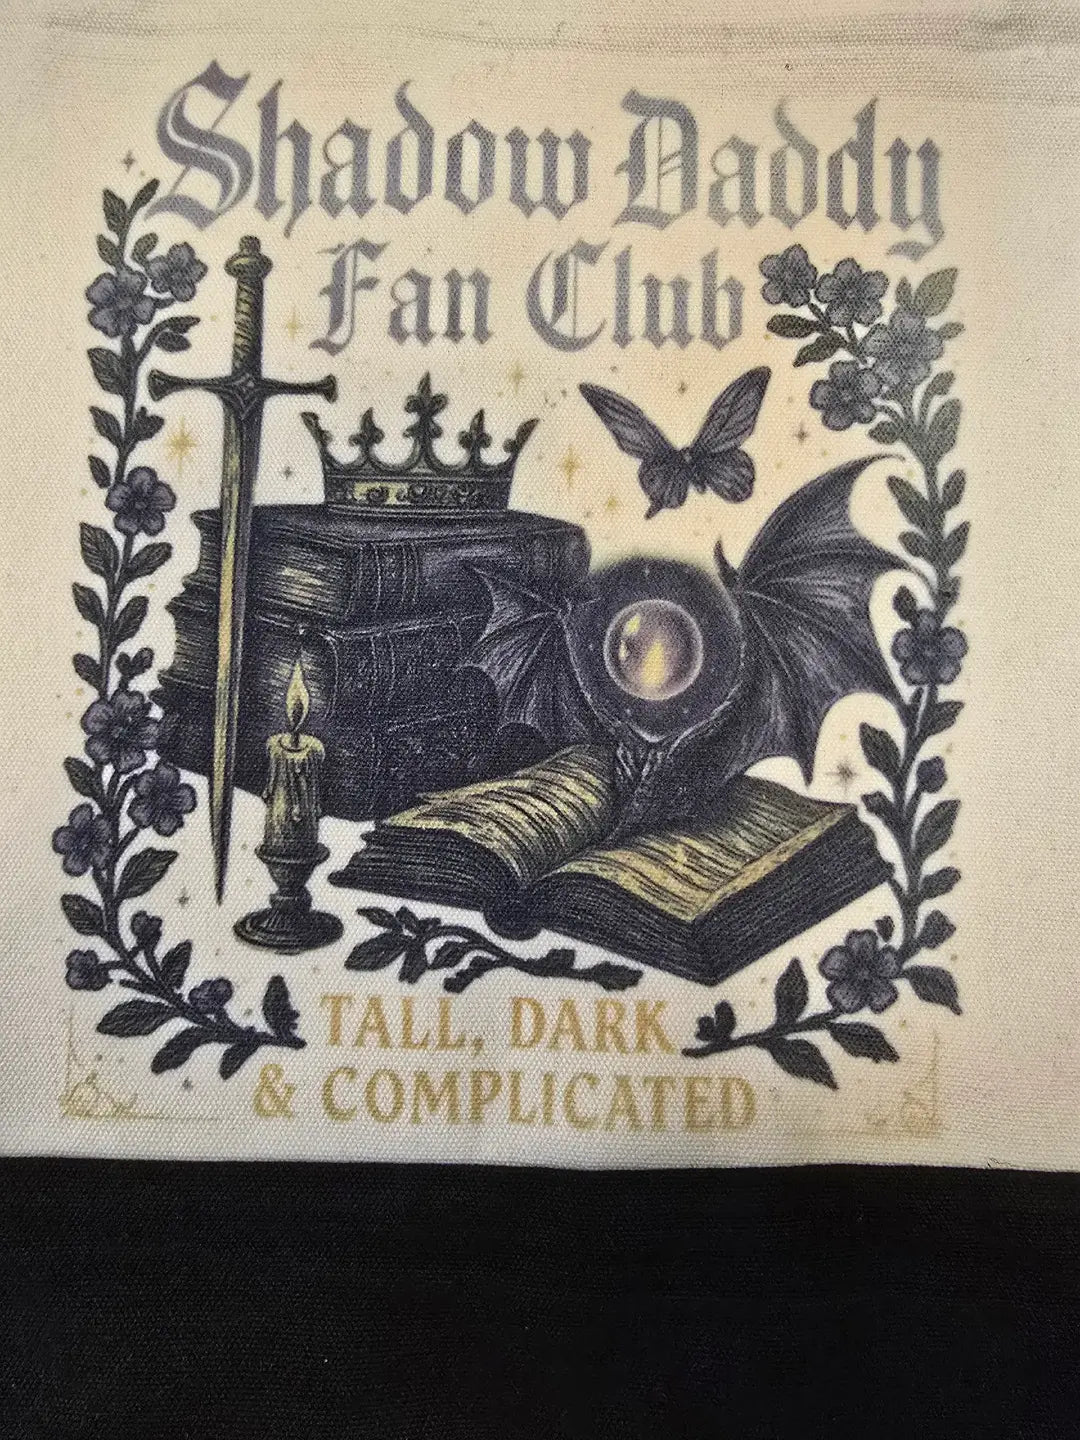 Shadow Daddy
Fan Club
TALL, DARK
& COMPLICATED